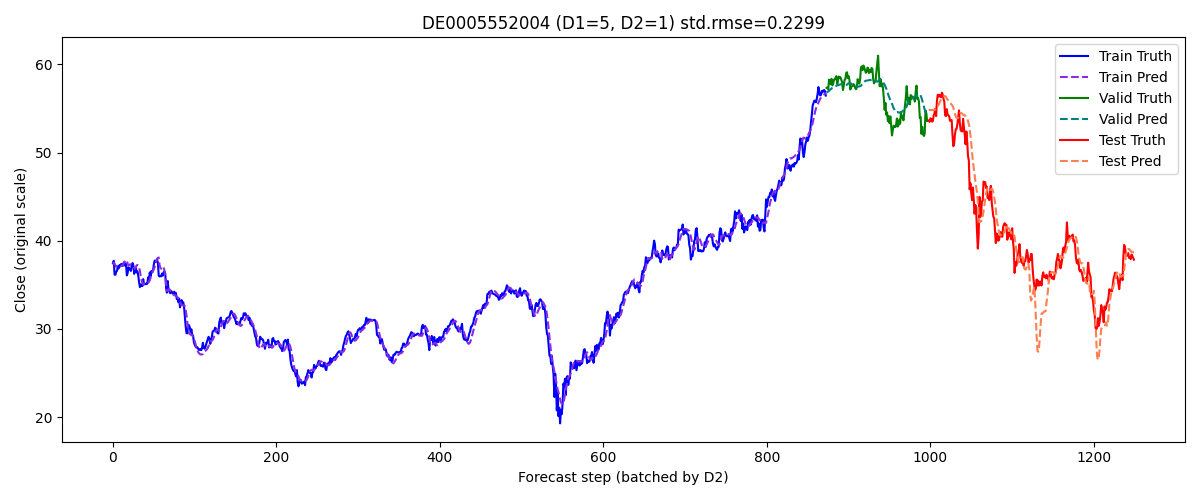 DE0005552004 (D1=5, D2=1) std.rmse=0.2299
Close (original scale)
60
50
40
30
20
0
200
400
600
800
1000
1200
Forecast step (batched by D2)
Train Truth
Train Pred
Valid Truth
Valid Pred
Test Truth
Test Pred